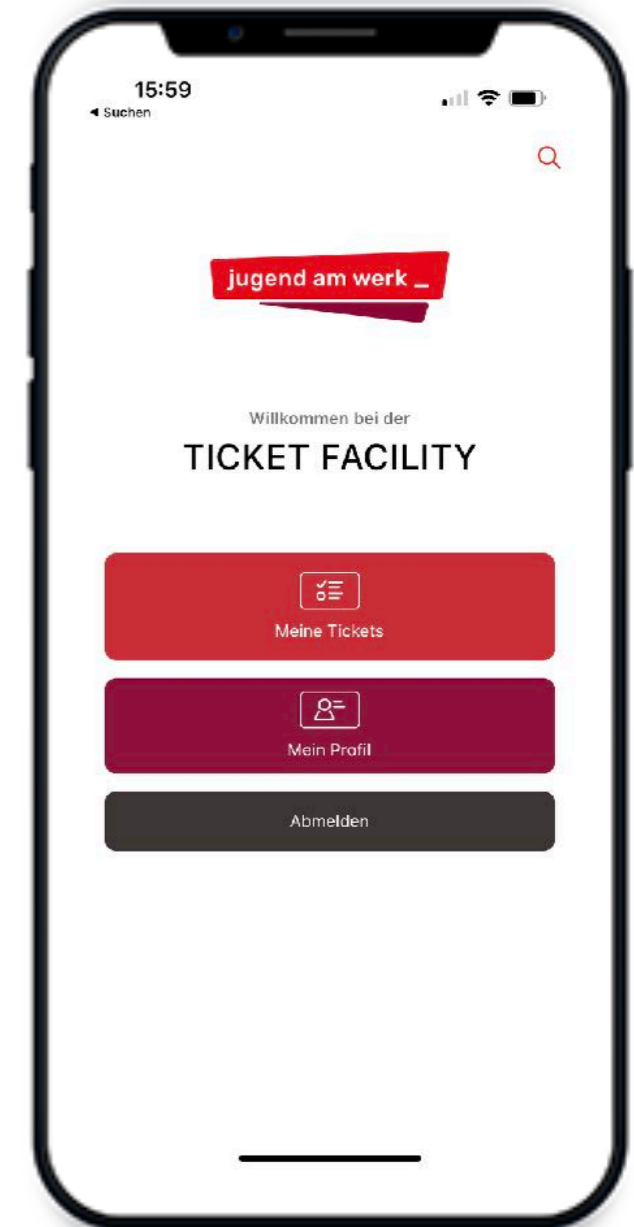 15:59
◀ Suchen
jugend am werk _
Willkommen bei der
TICKET FACILITY
Meine Tickets
Mein Profil
Abmelden